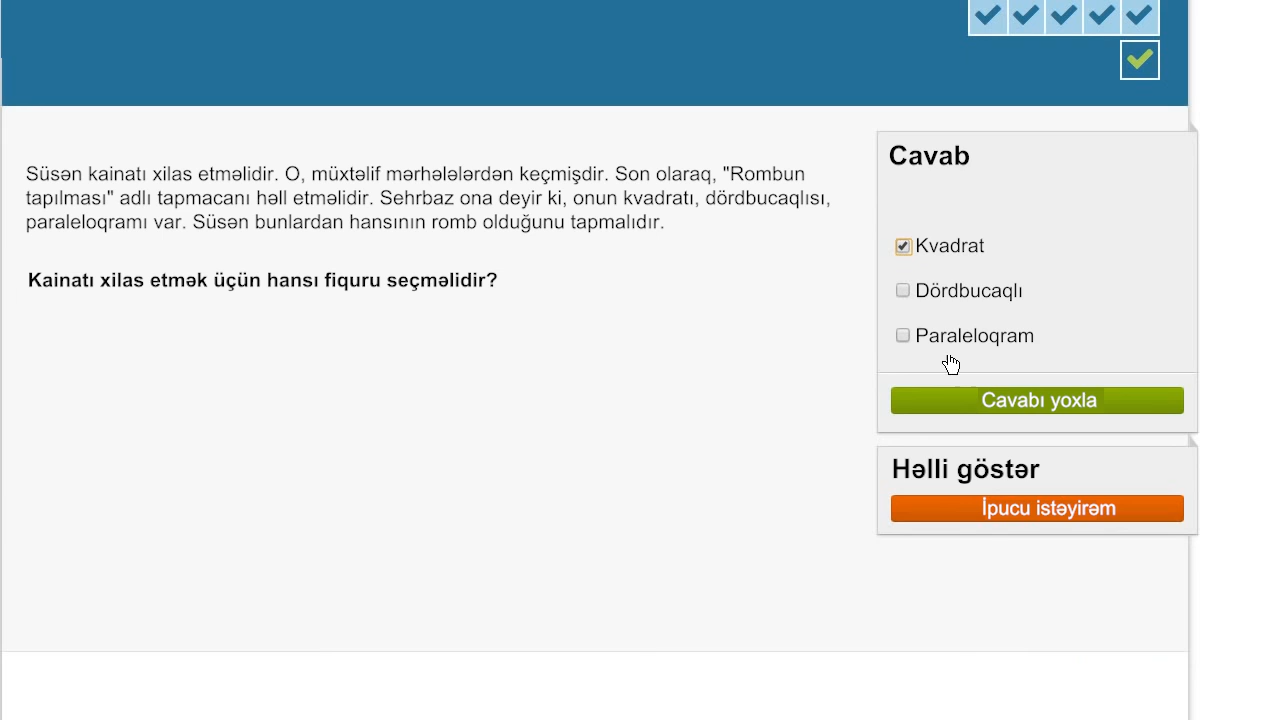 Süsən kainatı xilas etməlidir. O, müxtəlif mərhələlərdən keçmişdir. Son olaraq, "Rombun
tapılması" adlı tapmacanı həll etməlidir. Sehrbaz ona deyir ki, onun kvadratı, dördbucaqlısı,
paraleloqramı var. Süsən bunlardan hansının romb olduğunu tapmalıdır.
Kainatı xilas etmək üçün hansı fiquru seçməlidir?
Cavab
Kvadrat
Dördbucaqlı
Paraleloqram
Cavabı yoxla
Həlli göstər
İpucu istəyirəm